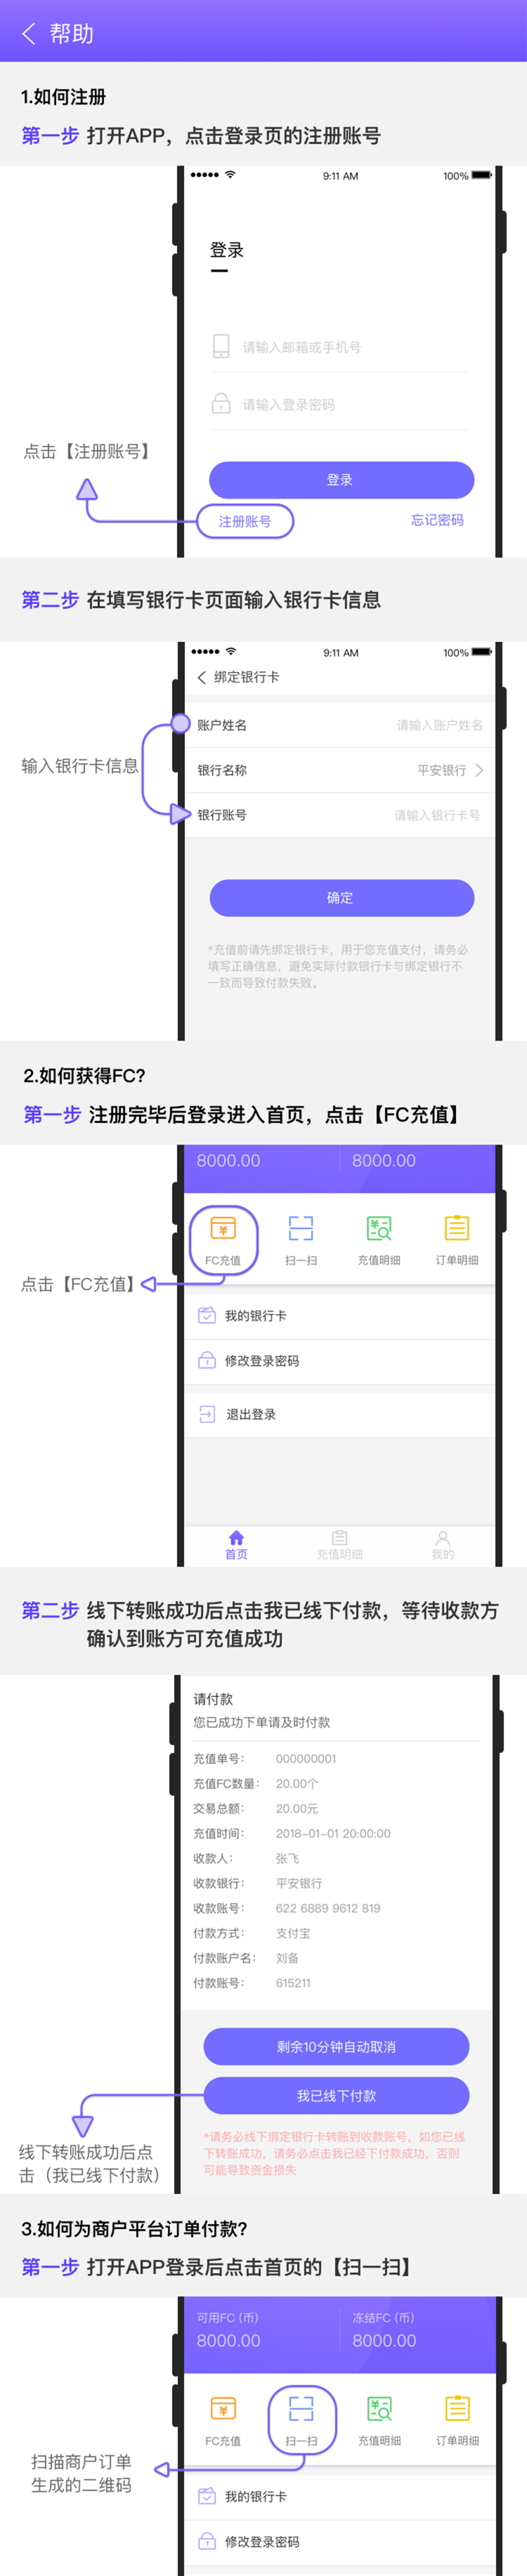 帮助
1.如何注册
第一步 打开APP，点击登录页的注册账号
9:11 AM 100%
登录
请输入邮箱或手机号
请输入登录密码
点击【注册账号】
登录
注册账号 忘记密码
第二步 在填写银行卡页面输入银行卡信息
9:11 AM 100%
绑定银行卡
账户姓名 请输入账户姓名
输入银行卡信息
银行名称 平安银行
银行账号 请输入银行卡号
确定
*充值前请先绑定银行卡，用于您充值支付，请务必
填写正确信息，避免实际付款银行卡与绑定银行不
一致而导致付款失败。
2.如何获得FC?
第一步 注册完毕后登录进入首页，点击【FC充值】
8000.00 8000.00
FC充值 扫一扫 充值明细 订单明细
点击【FC充值】
我的银行卡
修改登录密码
退出登录
首页 充值明细 我的
第二步 线下转账成功后点击我已线下付款，等待收款方
确认到账方可充值成功
请付款
您已成功下单请及时付款
充值单号： 000000001
充值FC数量： 20.00个
交易总额： 20.00元
充值时间： 2018-01-01 20:00:00
收款人： 张飞
收款银行： 平安银行
收款账号： 622 6889 9612 819
付款方式： 支付宝
付款账户名： 刘备
付款账号： 615211
剩余10分钟自动取消
我已线下付款
*请务必线下绑定银行卡转账到收款账号，如您已线
下转账成功，请务必点击我已经下付款成功，否则
可能导致资金损失
线下转账成功后点
击（我已线下付款）
3.如何为商户平台订单付款?
第一步 打开APP登录后点击首页的【扫一扫】
可用FC (币) 冻结FC (币)
8000.00 8000.00
FC充值 扫一扫 充值明细 订单明细
扫描商户订单
生成的二维码
我的银行卡
修改登录密码